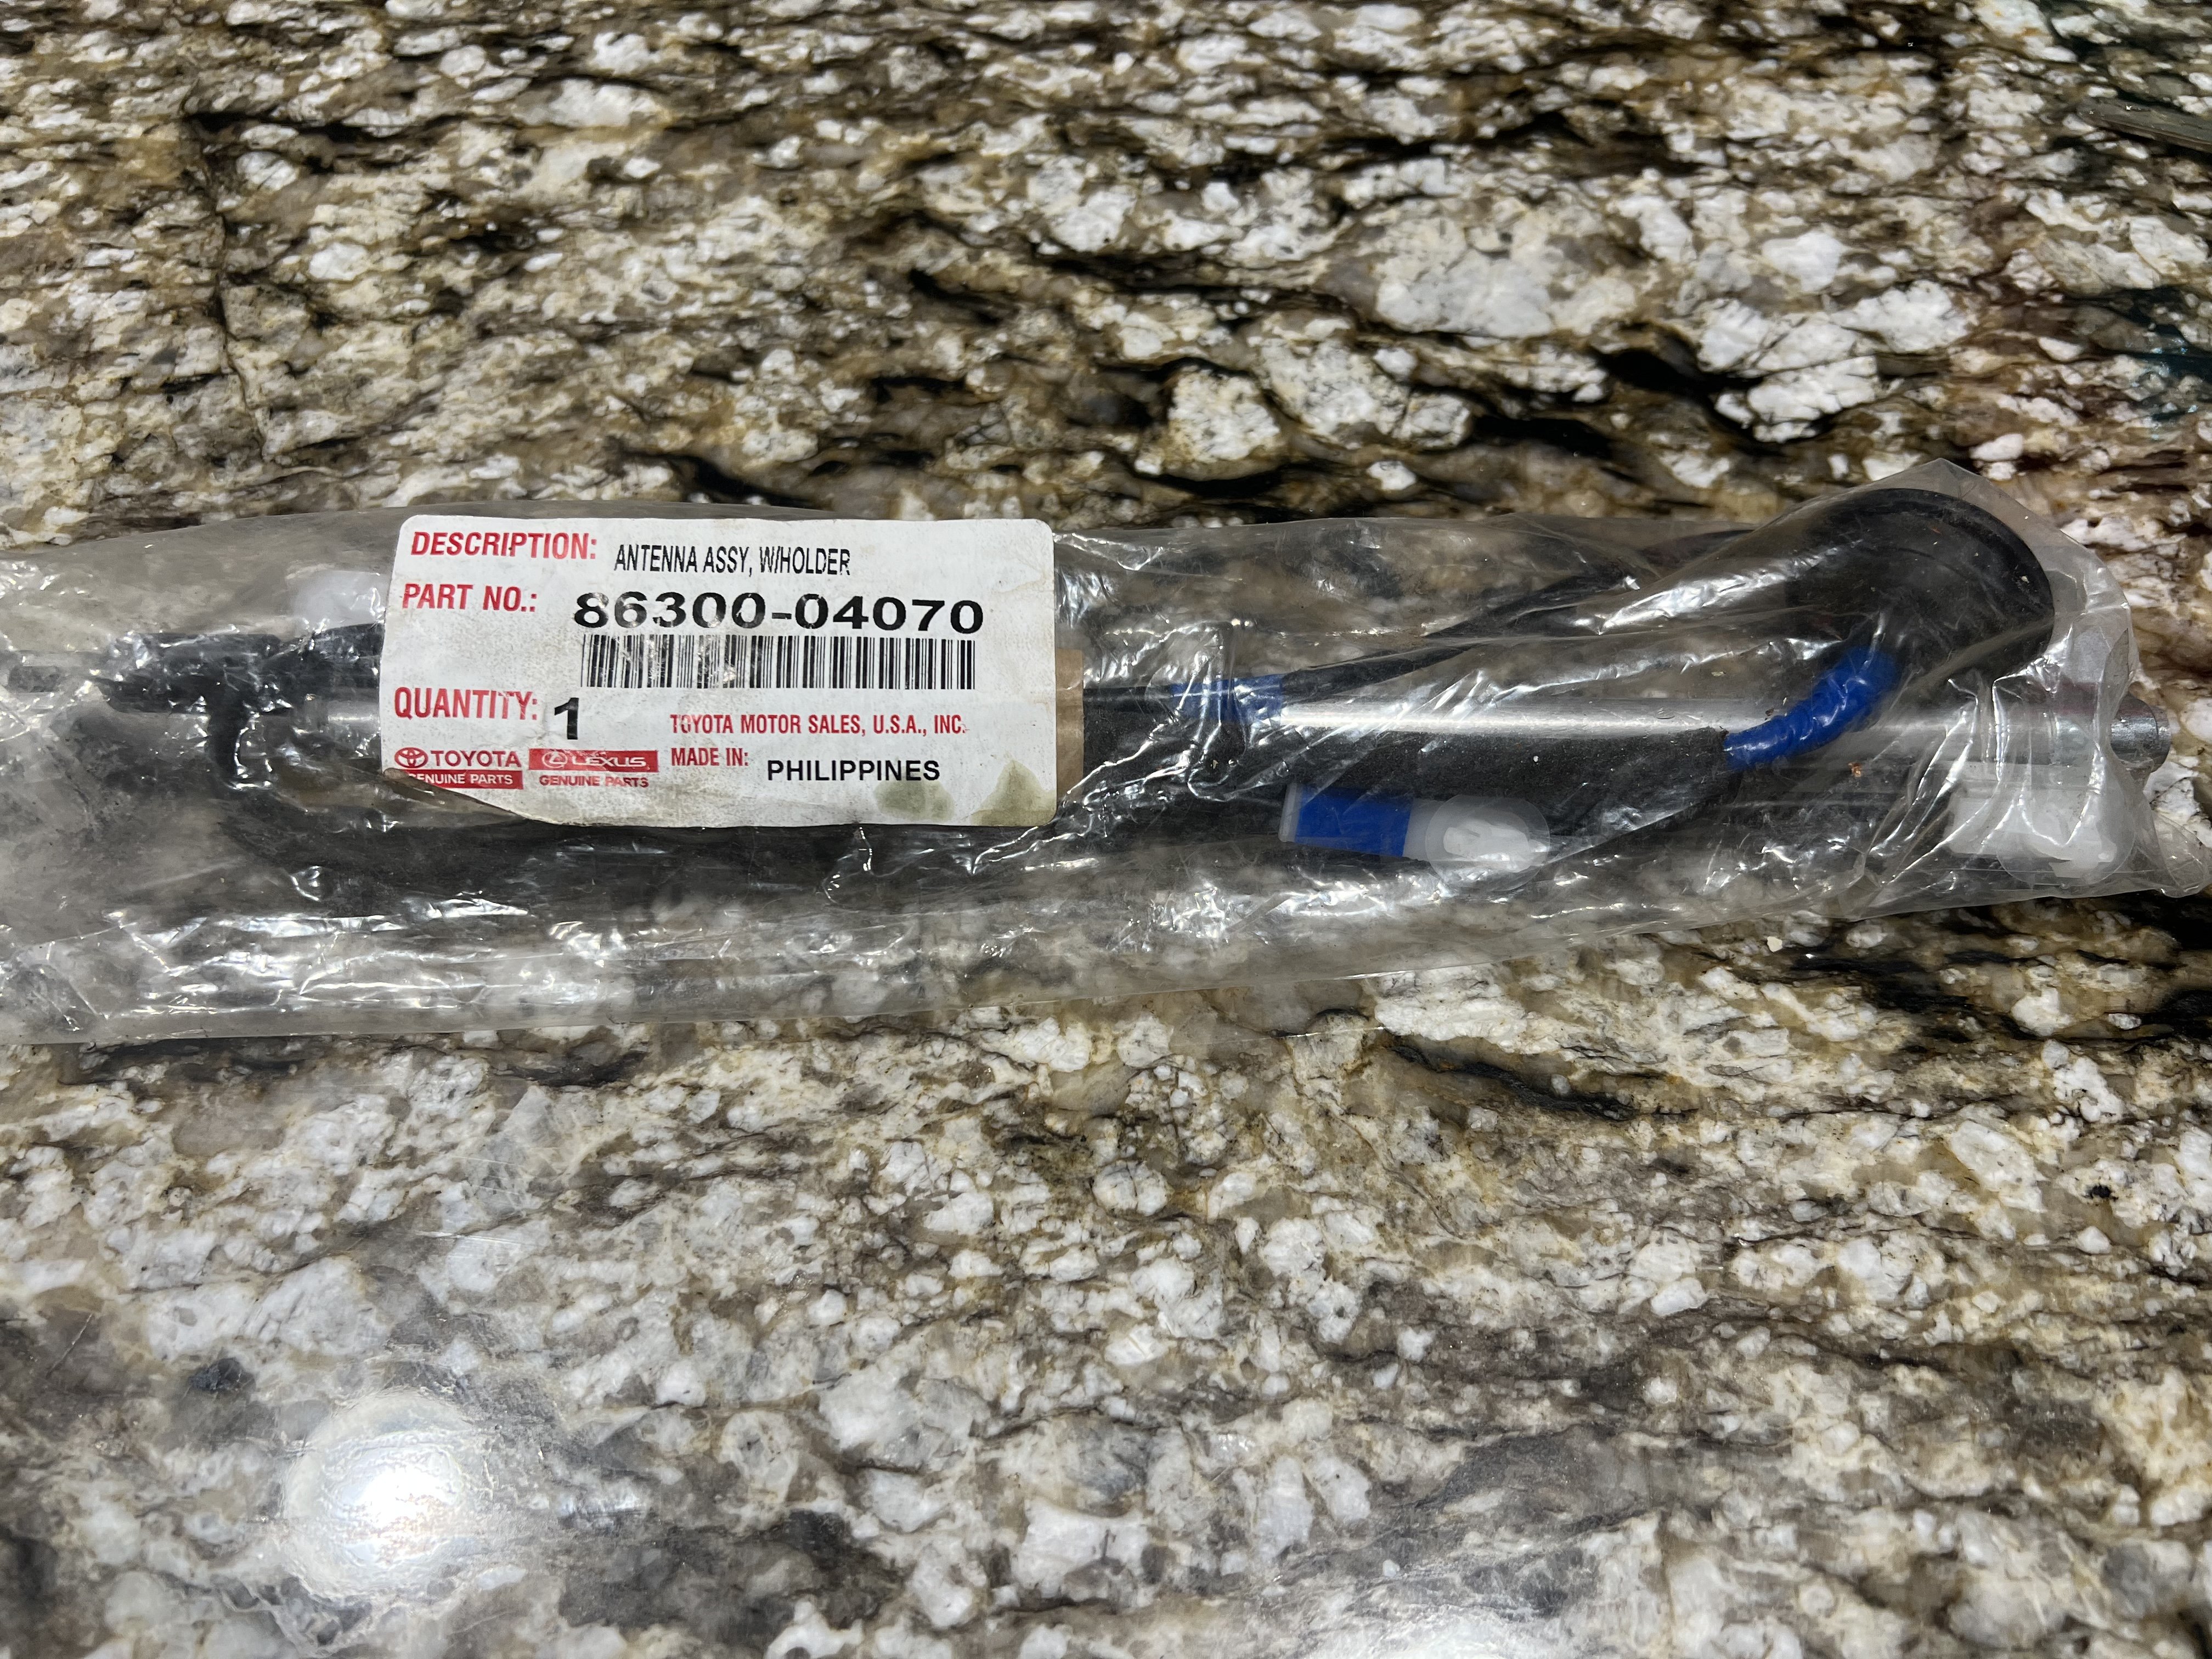 DESCRIPTION: ANTENNA ASSY, W/HOLDER
PART NO.: 86300-04070
QUANTITY: 1
TOYOTA MOTOR SALES, U.S.A., INC.
TOYOTA LEXUS MADE IN: PHILIPPINES
GENUINE PARTS GENUINE PARTS